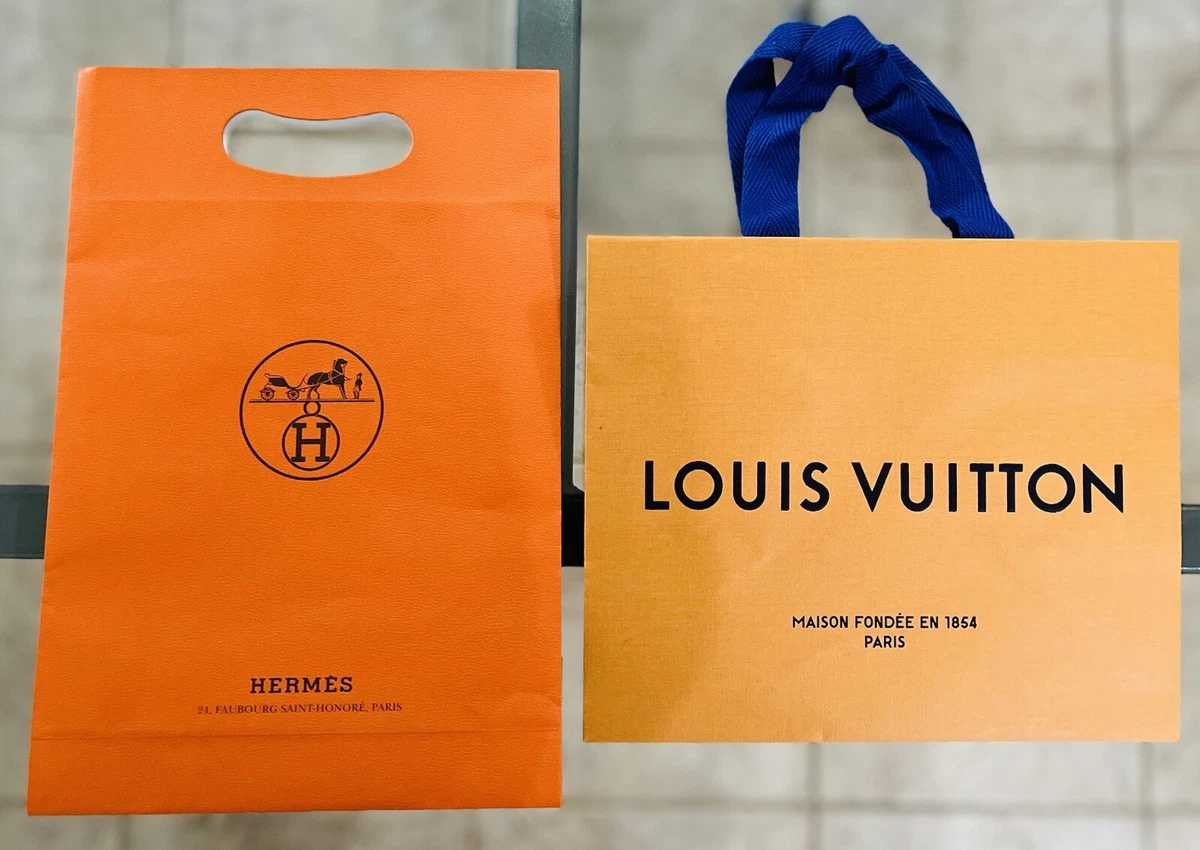 H
HERMÈS
24, FAUBOURG SAINT-HONORÉ, PARIS
LOUIS VUITTON
MAISON FONDÉE EN 1854
PARIS